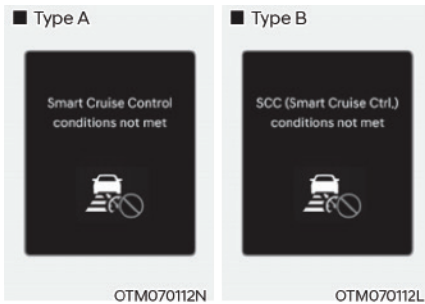 ■ Type A
Smart Cruise Control
conditions not met
OTM070112N
■ Type B
SCC (Smart Cruise Ctrl.)
conditions not met
OTM070112L